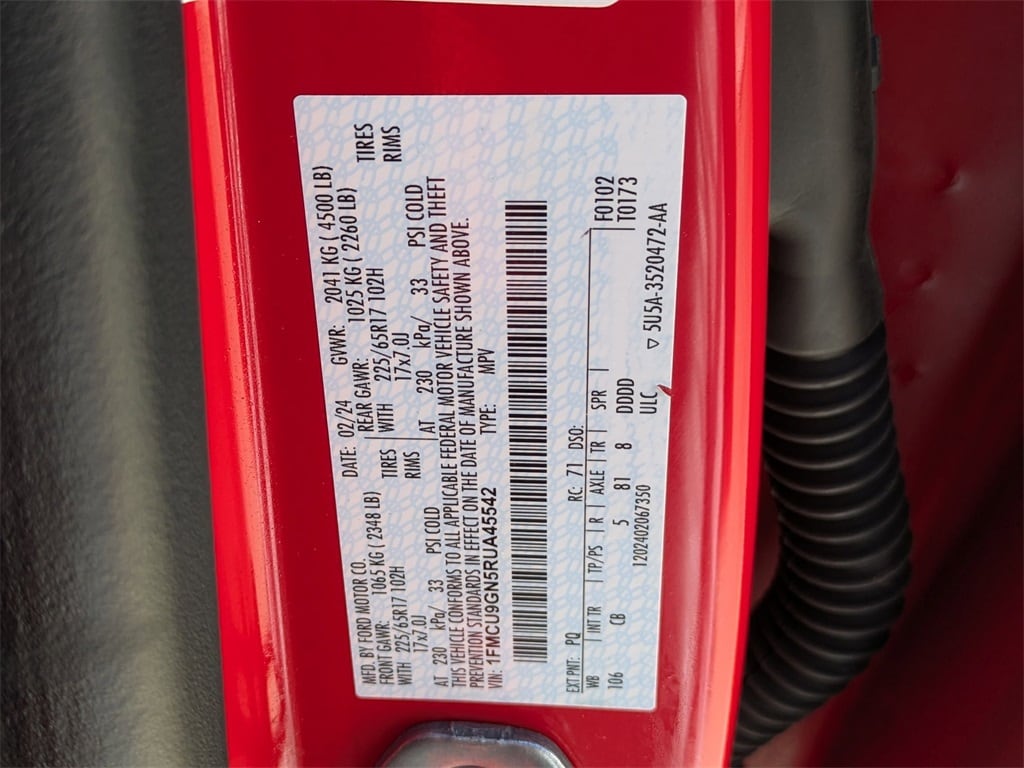 MFD. BY FORD MOTOR CO.
DATE: 02/24 GVWR: 2041 KG ( 4500 LB)
FRONT GAWR: 1065 KG ( 2348 LB) REAR GAWR: 1025 KG ( 2260 LB)
WITH 225/65R17 102H TIRES WITH 225/65R17 102H TIRES
17x7.0J RIMS 17x7.0J RIMS
AT 230 kPa/ 33 PSI COLD AT 230 kPa/ 33 PSI COLD
THIS VEHICLE CONFORMS TO ALL APPLICABLE FEDERAL MOTOR VEHICLE SAFETY AND THEFT
PREVENTION STANDARDS IN EFFECT ON THE DATE OF MANUFACTURE SHOWN ABOVE.
VIN: 1FMCU9GN5RUA45542 TYPE: MPV
EXT PNT: PQ RC: 71 DSO: F0102
WB INT TR TP/PS R AXLE TR SPR T0173
106 CB 5 81 8 DDDD
1202402067350 ULC ▽ 5U5A-3520472-AA